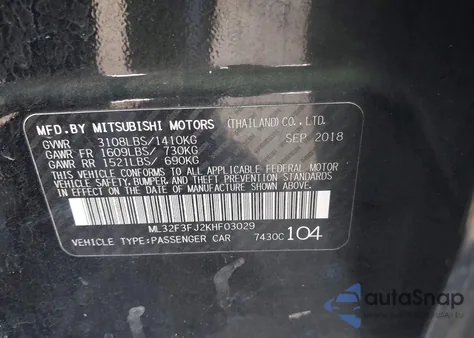 MFD.BY MITSUBISHI MOTORS (THAILAND)CO.,LTD.
GVWR 3108LBS/1410KG SEP 2018
GAWR FR 1609LBS/ 730KG
GAWR RR 1521LBS/ 690KG
THIS VEHICLE CONFORMS TO ALL APPLICABLE FEDERAL MOTOR
VEHICLE SAFETY,BUMPER,AND THEFT PREVENTION STANDARDS
IN EFFECT ON THE DATE OF MANUFACTURE SHOWN ABOVE.
ML32F3FJ2KHF03029
VEHICLE TYPE:PASSENGER CAR 7430C 104
autoSnap